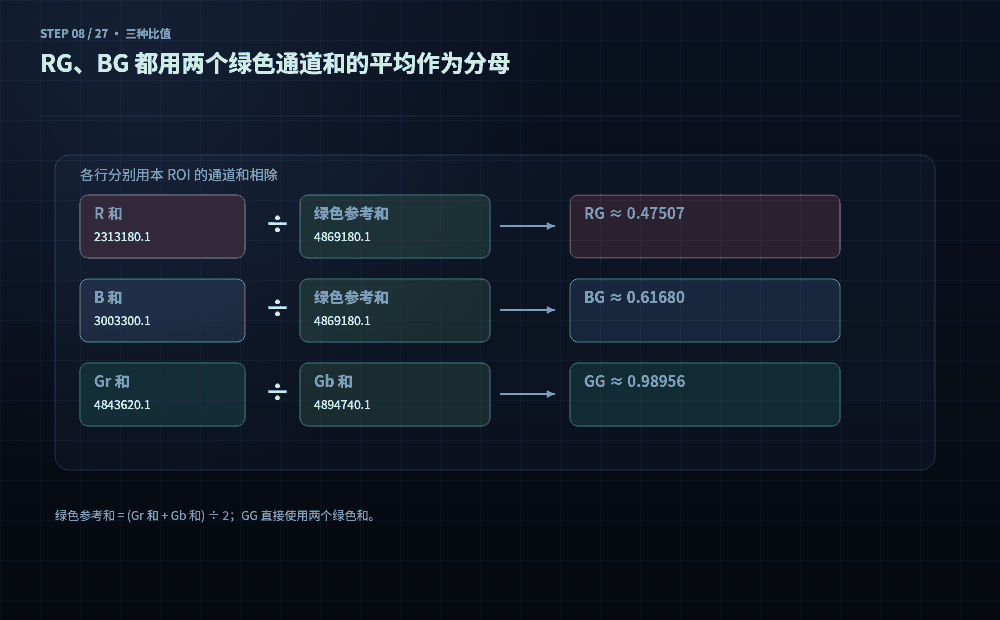 STEP 08 / 27 · 三种比值
RG、BG 都用两个绿色通道和的平均作为分母
各行分别用本 ROI 的通道和相除
R 和
2313180.1
÷
绿色参考和
4869180.1
RG ≈ 0.47507
B 和
3003300.1
÷
绿色参考和
4869180.1
BG ≈ 0.61680
Gr 和
4843620.1
÷
Gb 和
4894740.1
GG ≈ 0.98956
绿色参考和 = (Gr 和 + Gb 和) ÷ 2；GG 直接使用两个绿色和。